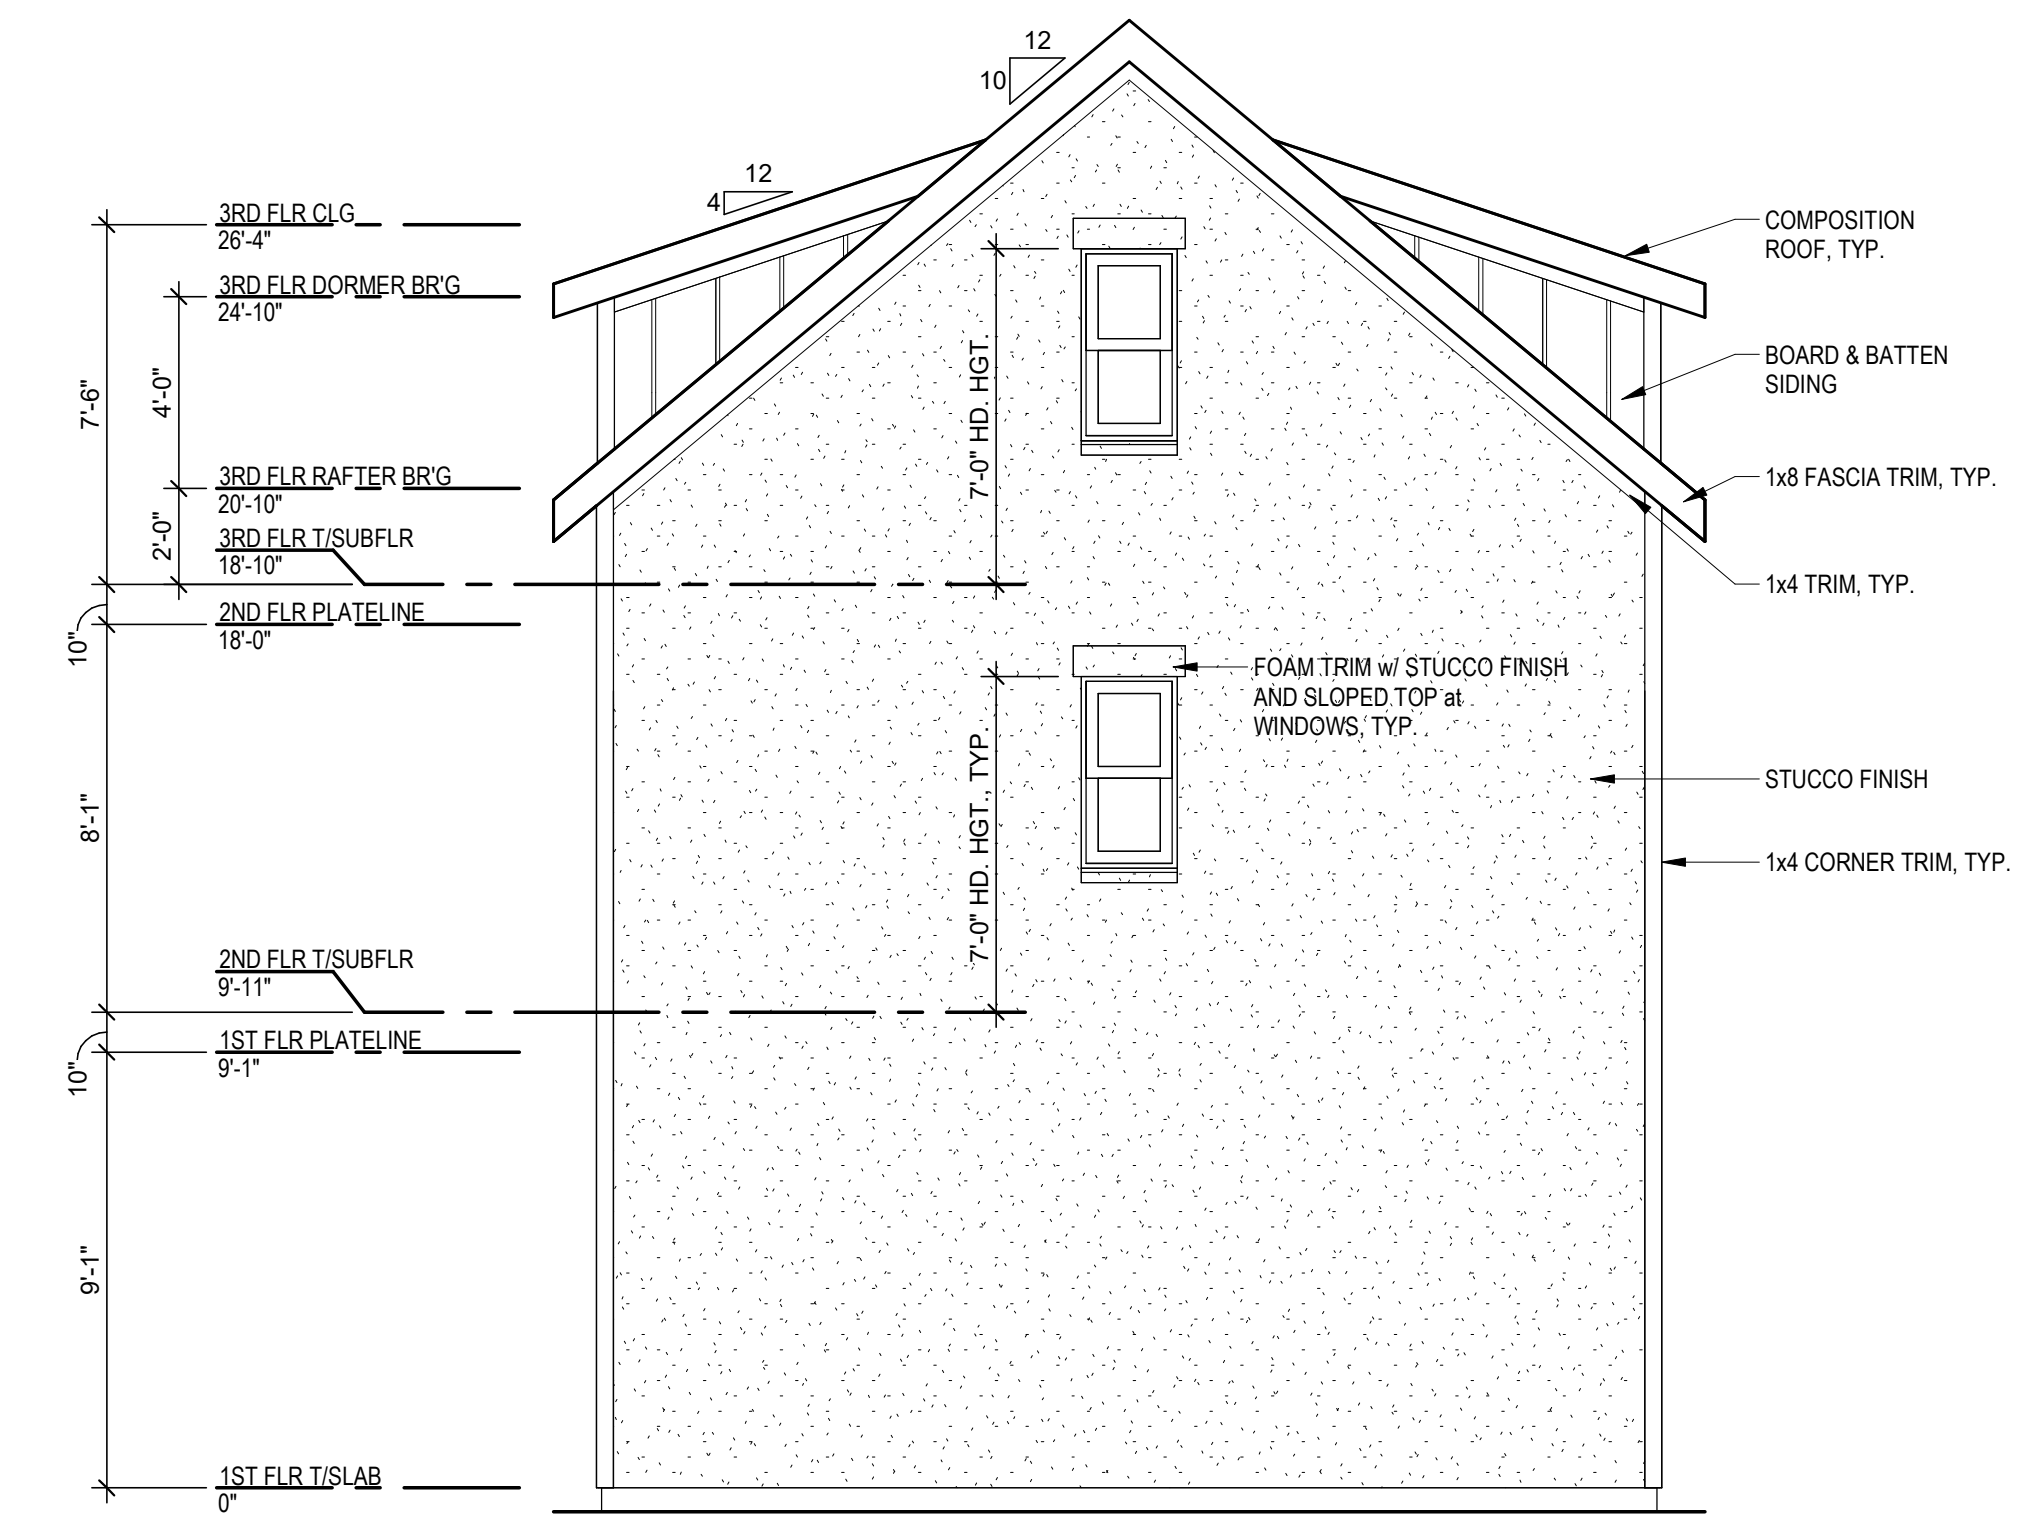 12
10
12
4
3RD FLR CLG
26'-4"
3RD FLR DORMER BR'G
24'-10"
7'-6"
4'-0"
3RD FLR RAFTER BR'G
20'-10"
2'-0"
3RD FLR T/SUBFLR
18'-10"
2ND FLR PLATELINE
18'-0"
10"
8'-1"
2ND FLR T/SUBFLR
9'-11"
1ST FLR PLATELINE
9'-1"
10"
9'-1"
1ST FLR T/SLAB
0"
7'-0" HD. HGT.
7'-0" HD. HGT., TYP.
FOAM TRIM w/ STUCCO FINISH
AND SLOPED TOP at
WINDOWS, TYP.
COMPOSITION
ROOF, TYP.
BOARD & BATTEN
SIDING
1x8 FASCIA TRIM, TYP.
1x4 TRIM, TYP.
STUCCO FINISH
1x4 CORNER TRIM, TYP.